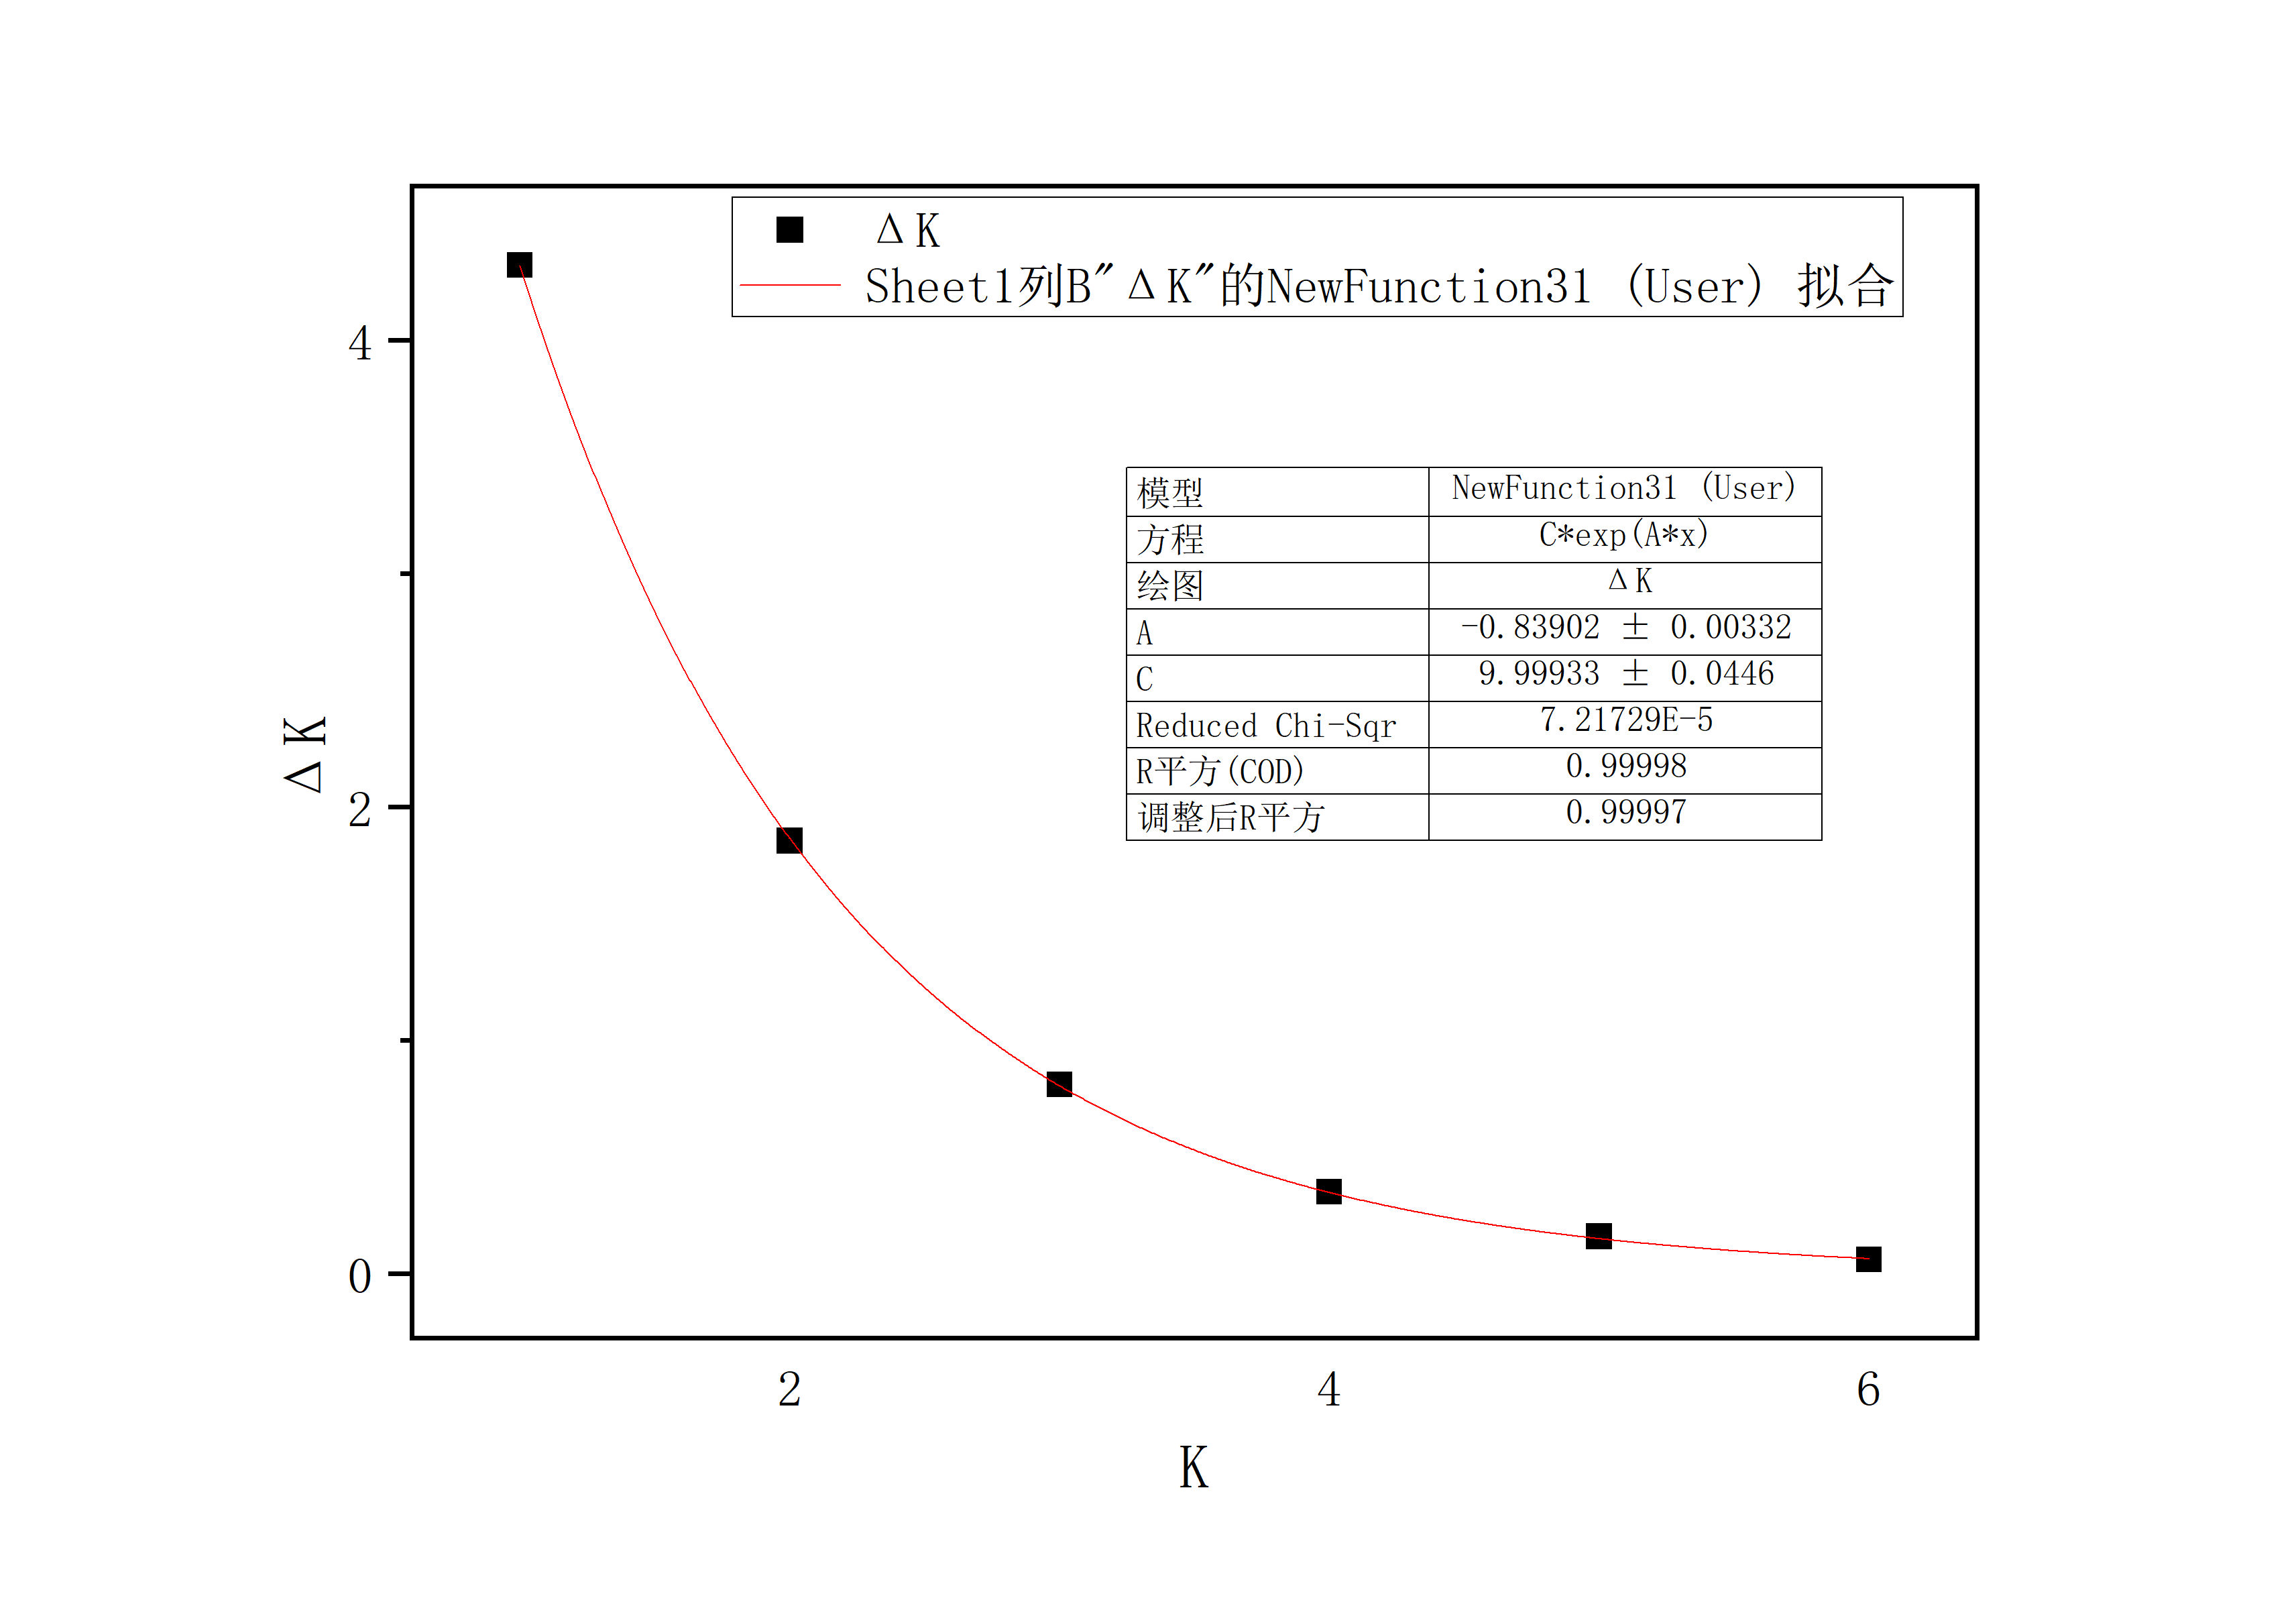 ΔK
Sheet1列B"ΔK"的NewFunction31 (User) 拟合
4
2
0
ΔK
模型 NewFunction31 (User)
方程 C*exp(A*x)
绘图 ΔK
A -0.83902 ± 0.00332
C 9.99933 ± 0.0446
Reduced Chi-Sqr 7.21729E-5
R平方(COD) 0.99998
调整后R平方 0.99997
2 4 6
K